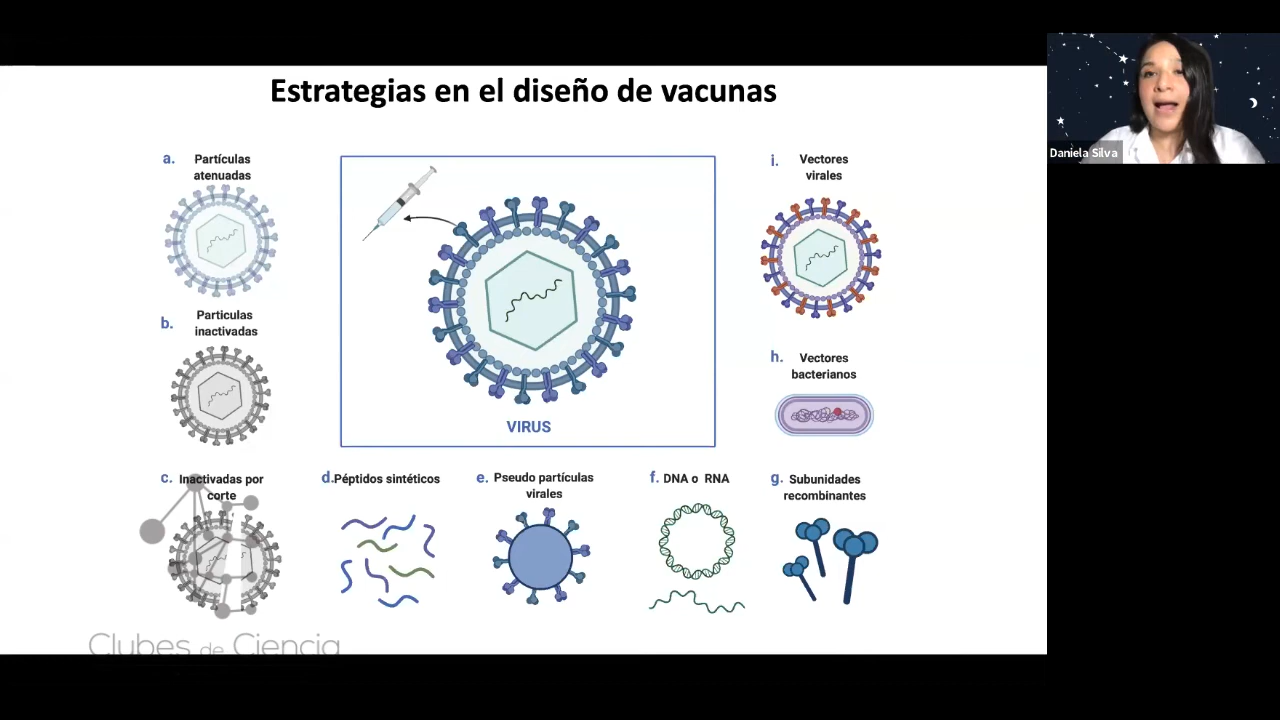 Estrategias en el diseño de vacunas
a. Partículas
atenuadas
b. Particulas
inactivadas
c. Inactivadas por
corte
d. Péptidos sintéticos
e. Pseudo partículas
virales
f. DNA o RNA
g. Subunidades
recombinantes
h. Vectores
bacterianos
i. Vectores
virales
VIRUS
Daniela Silva
Clubes de Ciencia